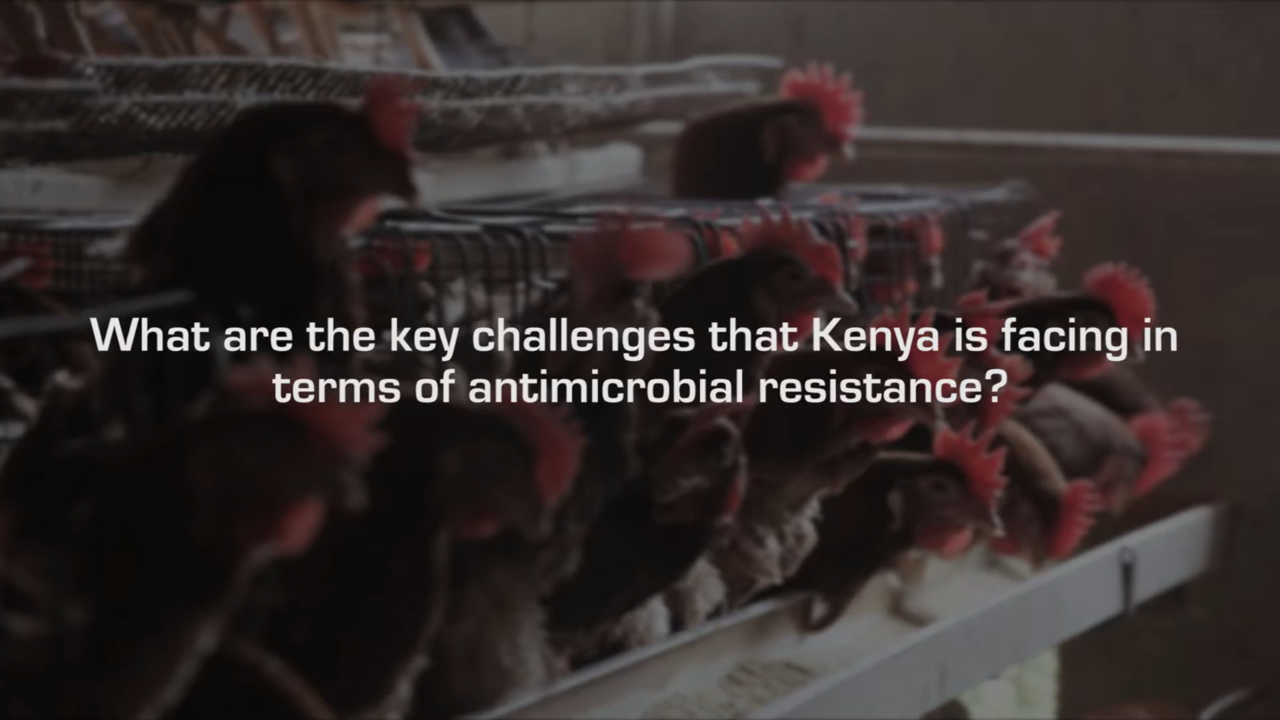 What are the key challenges that Kenya is facing in
terms of antimicrobial resistance?